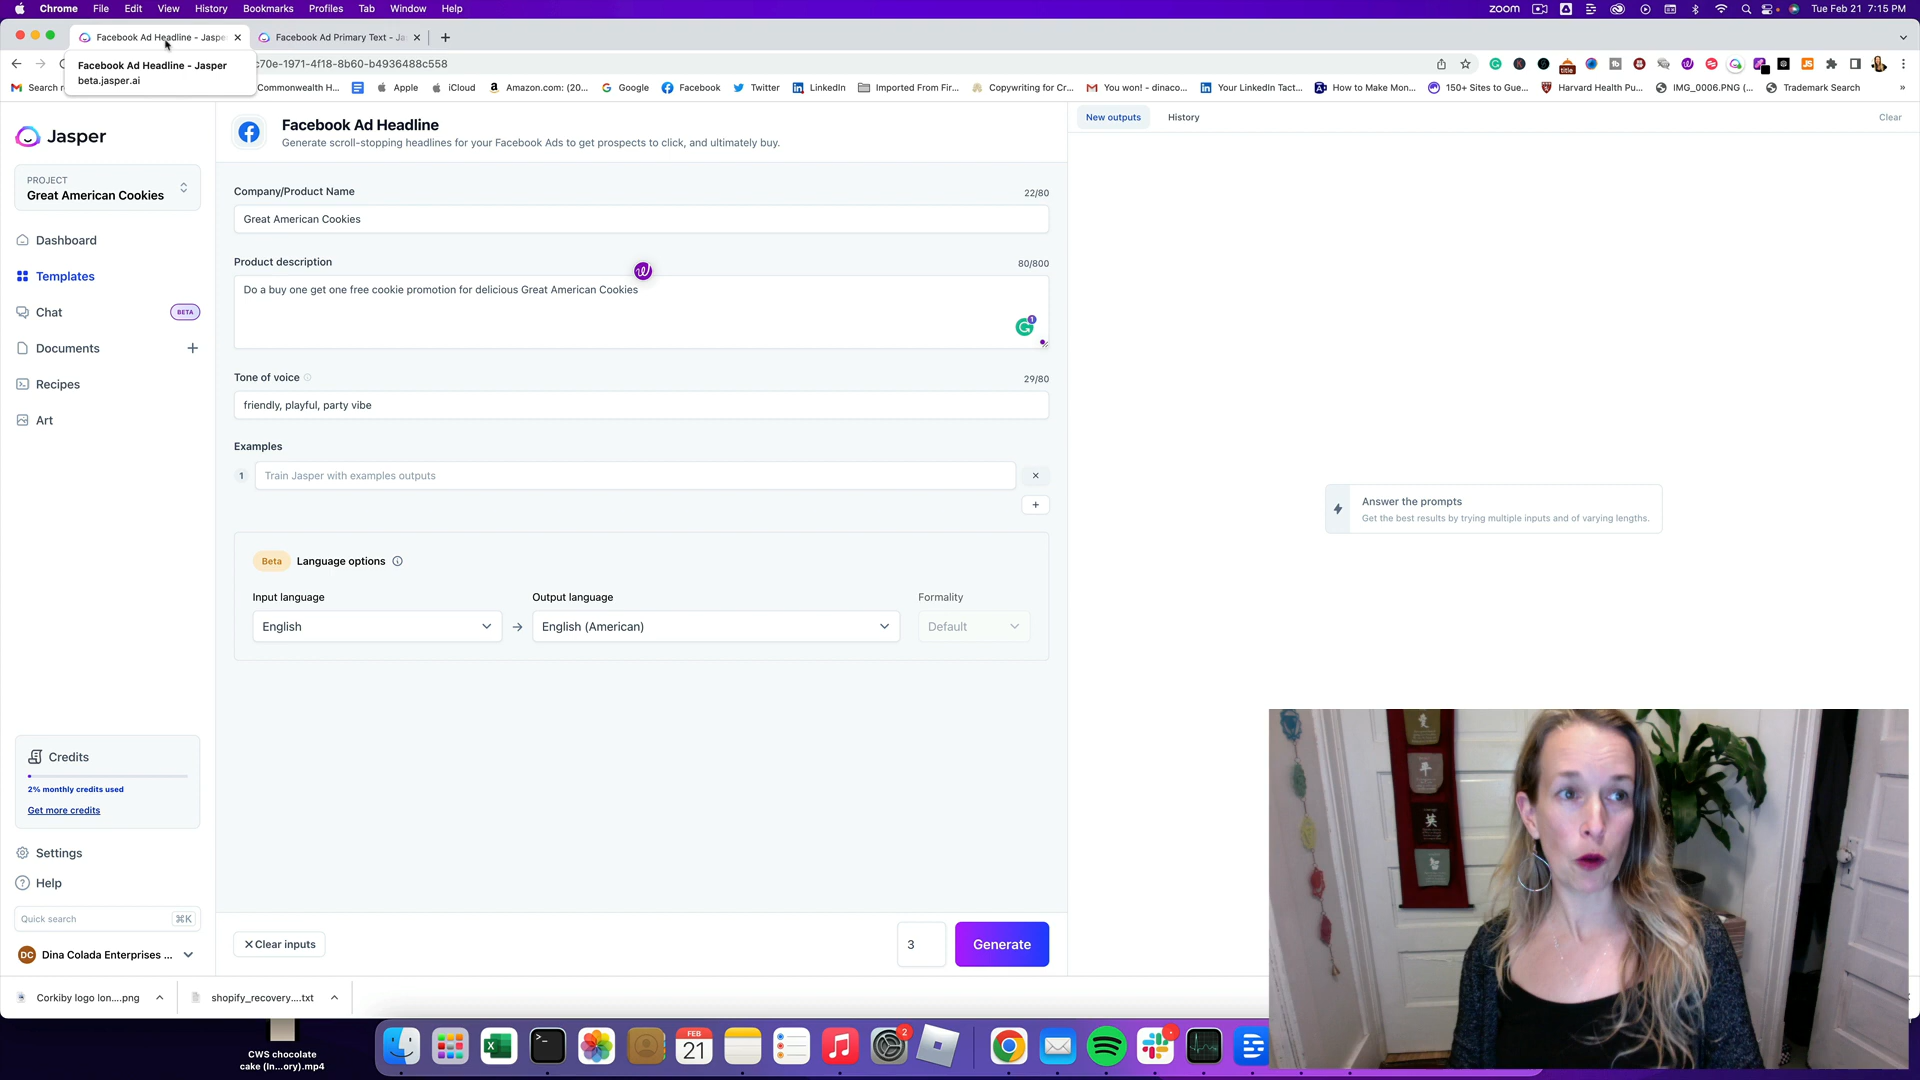 Chrome File Edit View History Bookmarks Profiles Tab Window Help zoom Tue Feb 21 7:15 PM
Facebook Ad Headline - Jaspe Facebook Ad Primary Text - Ja
Facebook Ad Headline - Jasper
beta.jasper.ai
c70e-1971-4f18-8b60-b4936488c558
Search Commonwealth H... Apple iCloud Amazon.com: (20... Google Facebook Twitter LinkedIn Imported From Fir... Copywriting for Cr... You won! - dinaco... Your LinkedIn Tact... How to Make Mon... 150+ Sites to Gue... Harvard Health Pu... IMG_0006.PNG (... Trademark Search »
Jasper
PROJECT
Great American Cookies
Dashboard
Templates
Chat BETA
Documents
Recipes
Art
Credits
2% monthly credits used
Get more credits
Settings
Help
Quick search ⌘K
DC Dina Colada Enterprises ...
Facebook Ad Headline
Generate scroll-stopping headlines for your Facebook Ads to get prospects to click, and ultimately buy.
Company/Product Name 22/80
Great American Cookies
Product description 80/800
Do a buy one get one free cookie promotion for delicious Great American Cookies
Tone of voice 29/80
friendly, playful, party vibe
Examples
1 Train Jasper with examples outputs
Beta Language options
Input language Output language Formality
English English (American) Default
Clear inputs 3 Generate
New outputs History Clear
Answer the prompts
Get the best results by trying multiple inputs and of varying lengths.
Corkiby logo lon....png shopify_recovery....txt
FEB
21
2
CWS chocolate
cake (In...ory).mp4